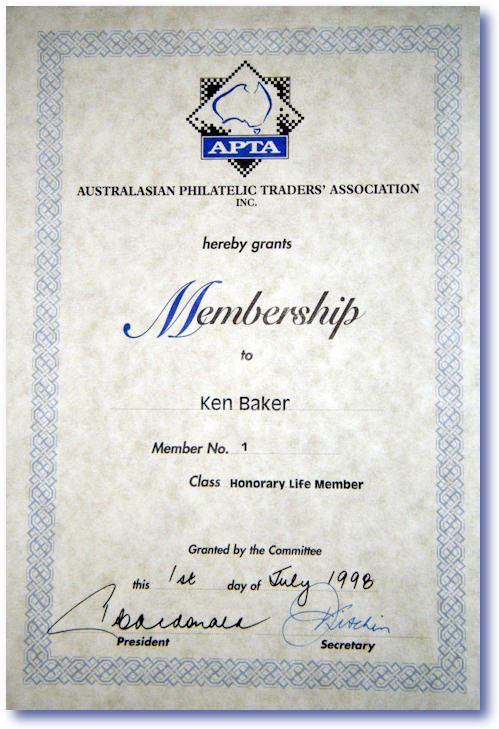 APTA
AUSTRALASIAN PHILATELIC TRADERS' ASSOCIATION
INC.
hereby grants
Membership
to
Ken Baker
Member No. 1
Class Honorary Life Member
Granted by the Committee
this 1st day of July 1998
President Secretary